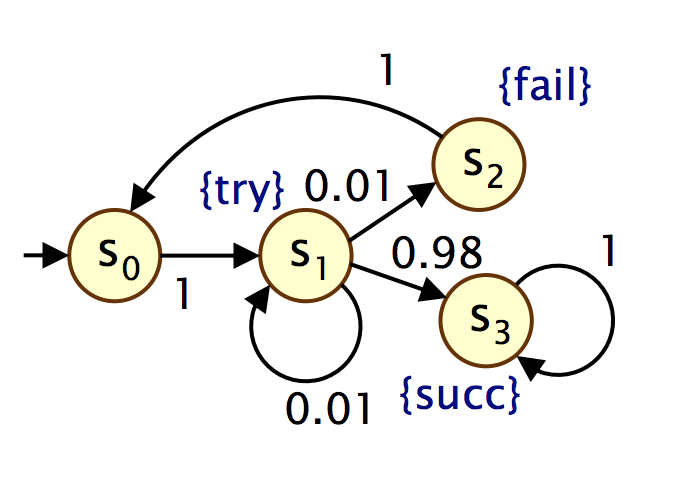 1
{fail}
s2
{try}
0.01
s0
1
s1
0.98
1
s3
0.01
{succ}